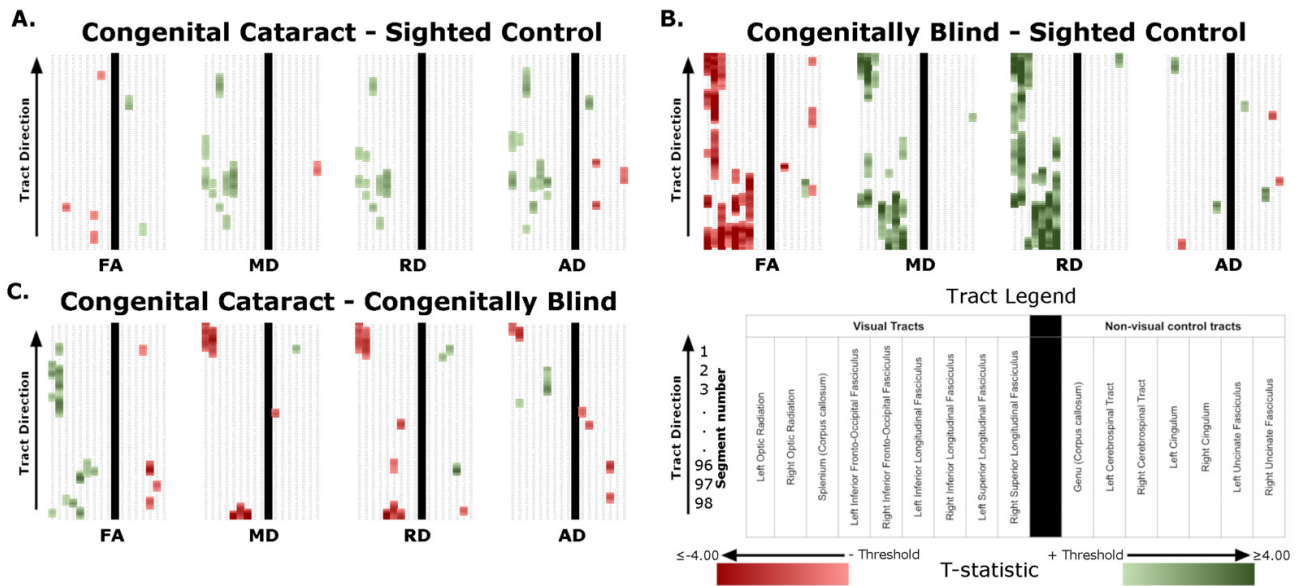 A.
Congenital Cataract - Sighted Control
Tract Direction
FA
MD
RD
AD
B.
Congenitally Blind - Sighted Control
Tract Direction
FA
MD
RD
AD
C.
Congenital Cataract - Congenitally Blind
Tract Direction
FA
MD
RD
AD
Tract Legend
Visual Tracts
Non-visual control tracts
Tract Direction
Segment number
1
2
3
.
.
.
96
97
98
Left Optic Radiation
Right Optic Radiation
Splenium (Corpus callosum)
Left Inferior Fronto-Occipital Fasciculus
Right Inferior Fronto-Occipital Fasciculus
Left Inferior Longitudinal Fasciculus
Right Inferior Longitudinal Fasciculus
Left Superior Longitudinal Fasciculus
Right Superior Longitudinal Fasciculus
Genu (Corpus callosum)
Left Cerebrospinal Tract
Right Cerebrospinal Tract
Left Cingulum
Right Cingulum
Left Uncinate Fasciculus
Right Uncinate Fasciculus
≤-4.00
- Threshold
+ Threshold
≥4.00
T-statistic